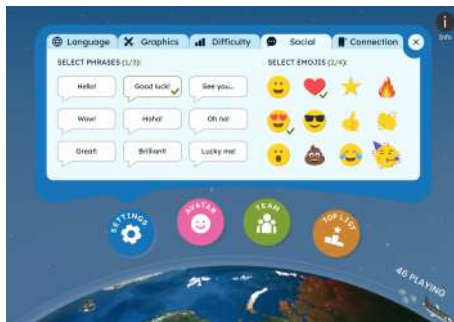 Language
Graphics
Difficulty
Social
Connection
Info
SELECT PHRASES (1/3):
SELECT EMOJIS (2/4):
Hello!
Good luck!
See you...
Wow!
Haha!
Oh no!
Great!
Brilliant!
Lucky me!
SETTINGS
AVATAR
TEAM
TOP LIST
46 PLAYING